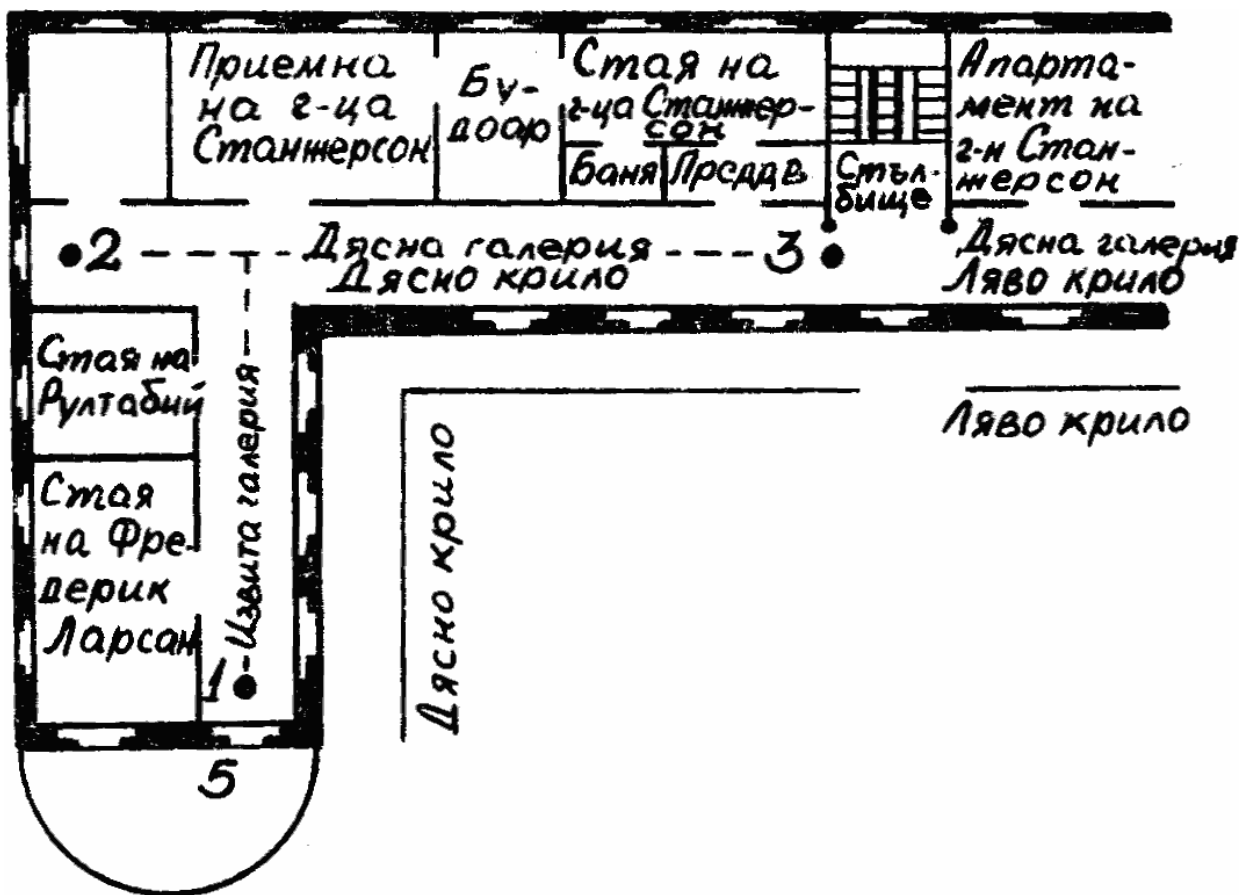 Приемна
на г-ца
Станжерсон
Бу-
доар
Стая на
г-ца Станжер-
сон
Баня
Преддв
Стъл-
бище
Апарта-
мент на
г-н Стан-
жерсон
2
Дясна галерия
Дясно крило
3
Дясна галерия
Ляво крило
Стая на
Рултабий
Стая
на Фре-
дерик
Ларсан
Извита галерия
1
5
Дясно крило
Ляво крило